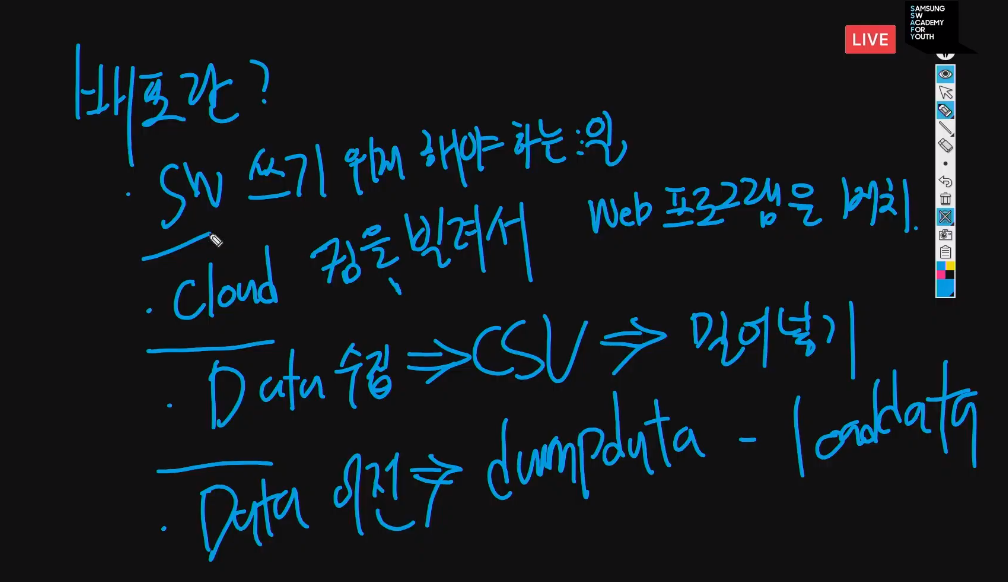 LIVE
SAMSUNG
SW
ACADEMY
FOR
YOUTH
배포란?
· SW 쓰기 위해 해야 하는 일
Web 프로그램을 배치.
· Cloud 컴을 빌려서
· Data 수집 ⇒ CSV ⇒ 밀어넣기
· Data 이전 ⇒ dumpdata - loaddata